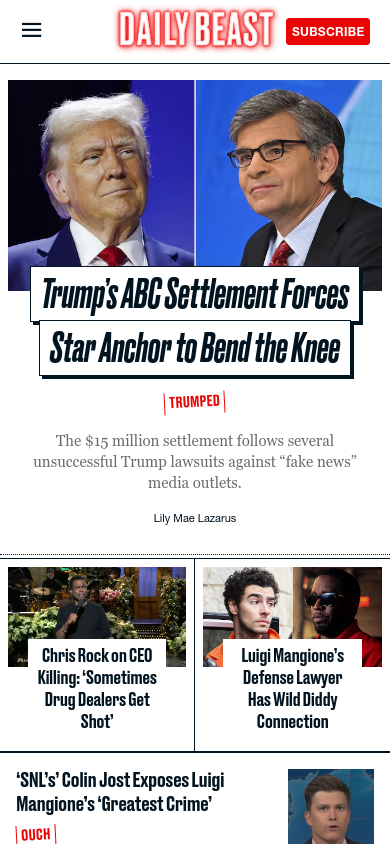 DAILY BEAST
SUBSCRIBE
Trump's ABC Settlement Forces
Star Anchor to Bend the Knee
TRUMPED
The $15 million settlement follows several
unsuccessful Trump lawsuits against “fake news”
media outlets.
Lily Mae Lazarus
Chris Rock on CEO
Killing: ‘Sometimes
Drug Dealers Get
Shot’
Luigi Mangione’s
Defense Lawyer
Has Wild Diddy
Connection
‘SNL’s’ Colin Jost Exposes Luigi
Mangione’s ‘Greatest Crime’
OUCH